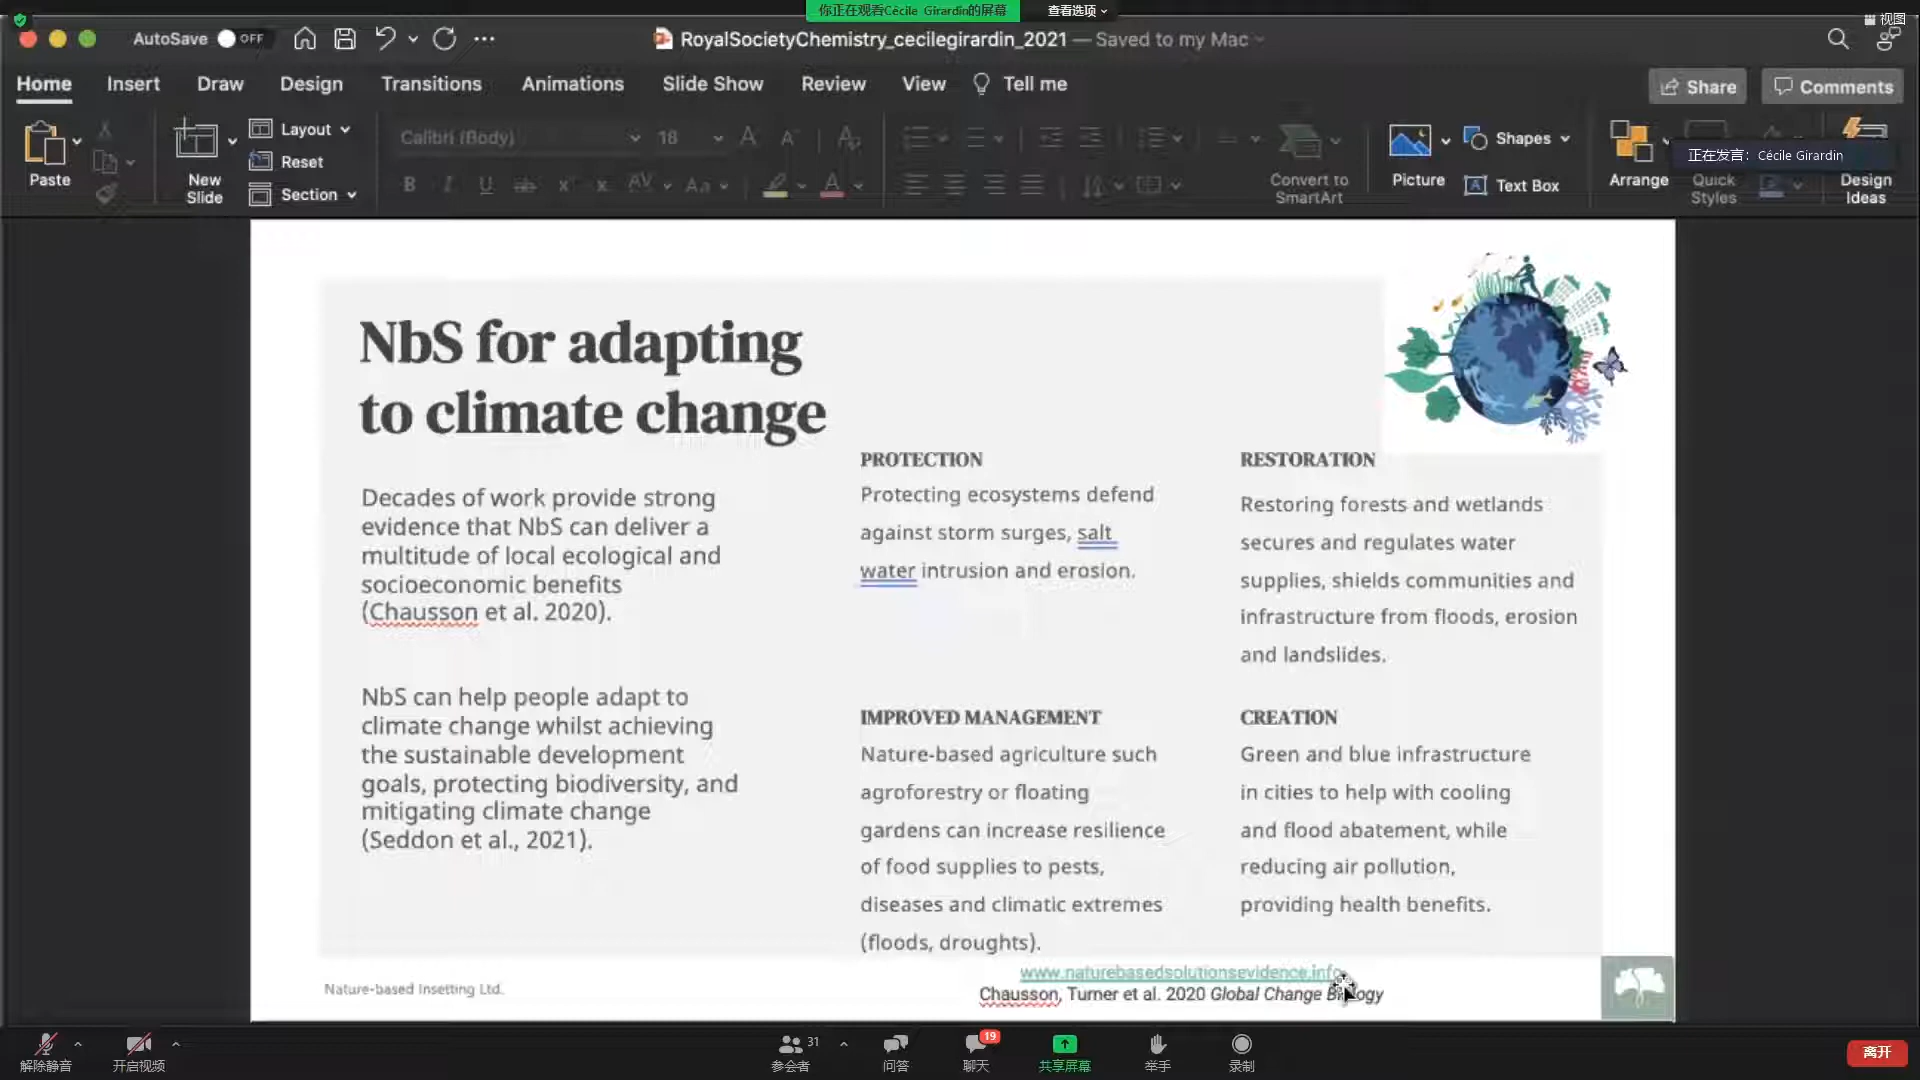 你正在观看Cécile Girardin的屏幕
查看选项
视图
AutoSave
OFF
RoyalSocietyChemistry_cecilegirardin_2021 — Saved to my Mac
Home
Insert
Draw
Design
Transitions
Animations
Slide Show
Review
View
Tell me
Share
Comments
Paste
New
Slide
Layout
Reset
Section
Calibri (Body)
18
Convert to
SmartArt
Picture
Shapes
Text Box
Arrange
Quick
Styles
正在发言: Cécile Girardin
Design
Ideas
NbS for adapting
to climate change
Decades of work provide strong
evidence that NbS can deliver a
multitude of local ecological and
socioeconomic benefits
(Chausson et al. 2020).
NbS can help people adapt to
climate change whilst achieving
the sustainable development
goals, protecting biodiversity, and
mitigating climate change
(Seddon et al., 2021).
PROTECTION
Protecting ecosystems defend
against storm surges, salt
water intrusion and erosion.
RESTORATION
Restoring forests and wetlands
secures and regulates water
supplies, shields communities and
infrastructure from floods, erosion
and landslides.
IMPROVED MANAGEMENT
Nature-based agriculture such
agroforestry or floating
gardens can increase resilience
of food supplies to pests,
diseases and climatic extremes
(floods, droughts).
CREATION
Green and blue infrastructure
in cities to help with cooling
and flood abatement, while
reducing air pollution,
providing health benefits.
www.naturebasedsolutionsevidence.info
Chausson, Turner et al. 2020 Global Change Biology
Nature-based Insetting Ltd.
解除静音
开启视频
31
参会者
问答
19
聊天
共享屏幕
举手
录制
离开